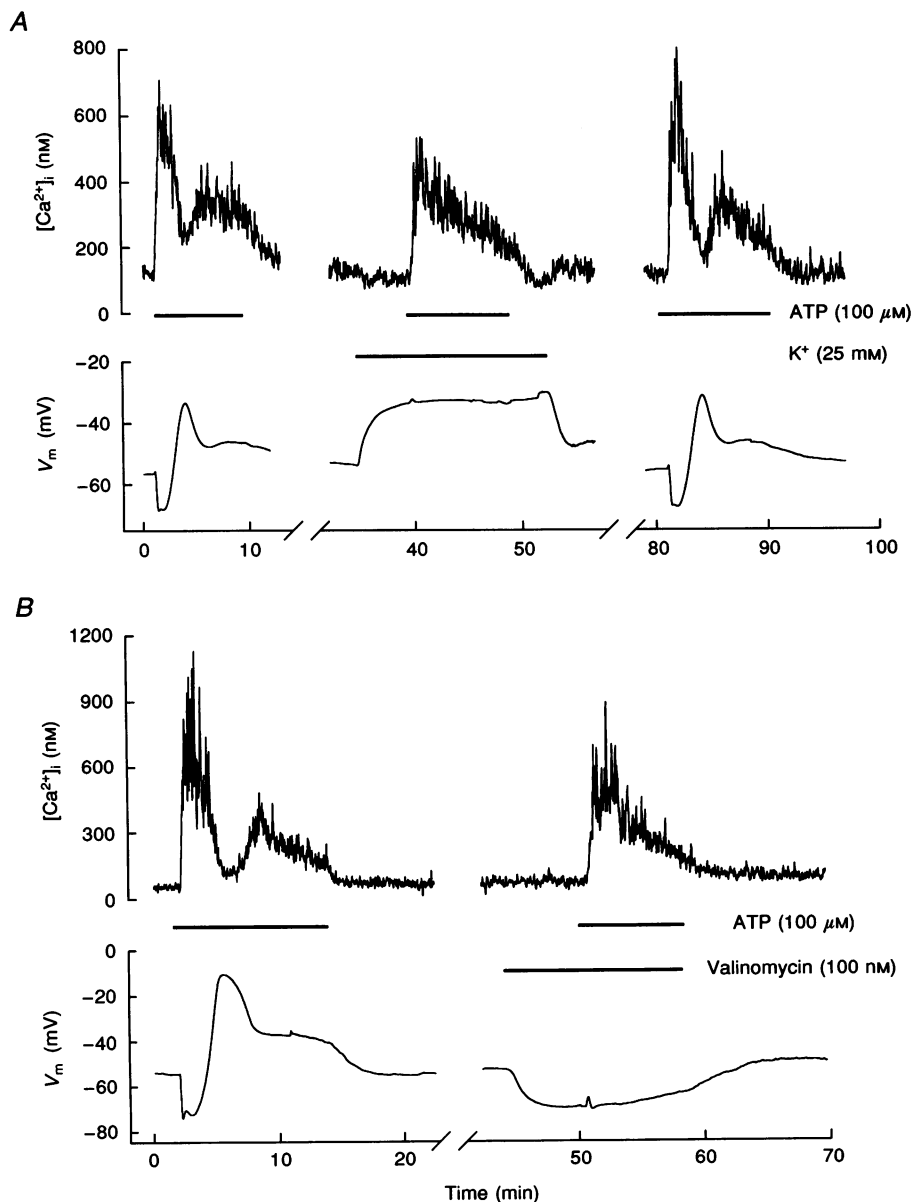 A
800
600
400
200
0
[Ca²⁺]ᵢ (nM)
ATP (100 μM)
K⁺ (25 mM)
−20
−40
−60
Vₘ (mV)
0 10 40 50 80 90 100
B
1200
900
600
300
0
[Ca²⁺]ᵢ (nM)
ATP (100 μM)
Valinomycin (100 nM)
0
−20
−40
−60
−80
Vₘ (mV)
0 10 20 50 60 70
Time (min)